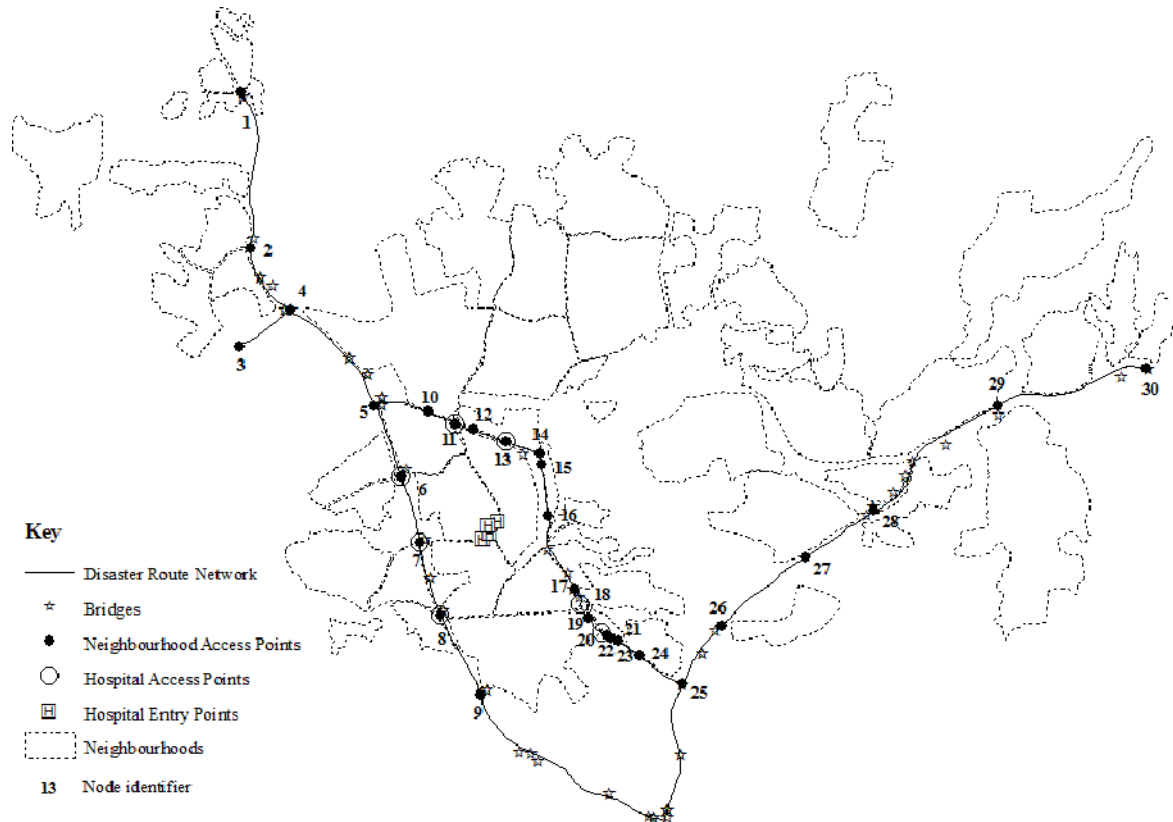 1
2
4
3
30
29
5
10
12
11
13
14
15
6
16
28
Key
7
27
Disaster Route Network
17
18
Bridges
8
19
26
21
Neighbourhood Access Points
20
22
23
24
Hospital Access Points
25
9
H
H
H
H
H Hospital Entry Points
Neighbourhoods
13 Node identifier